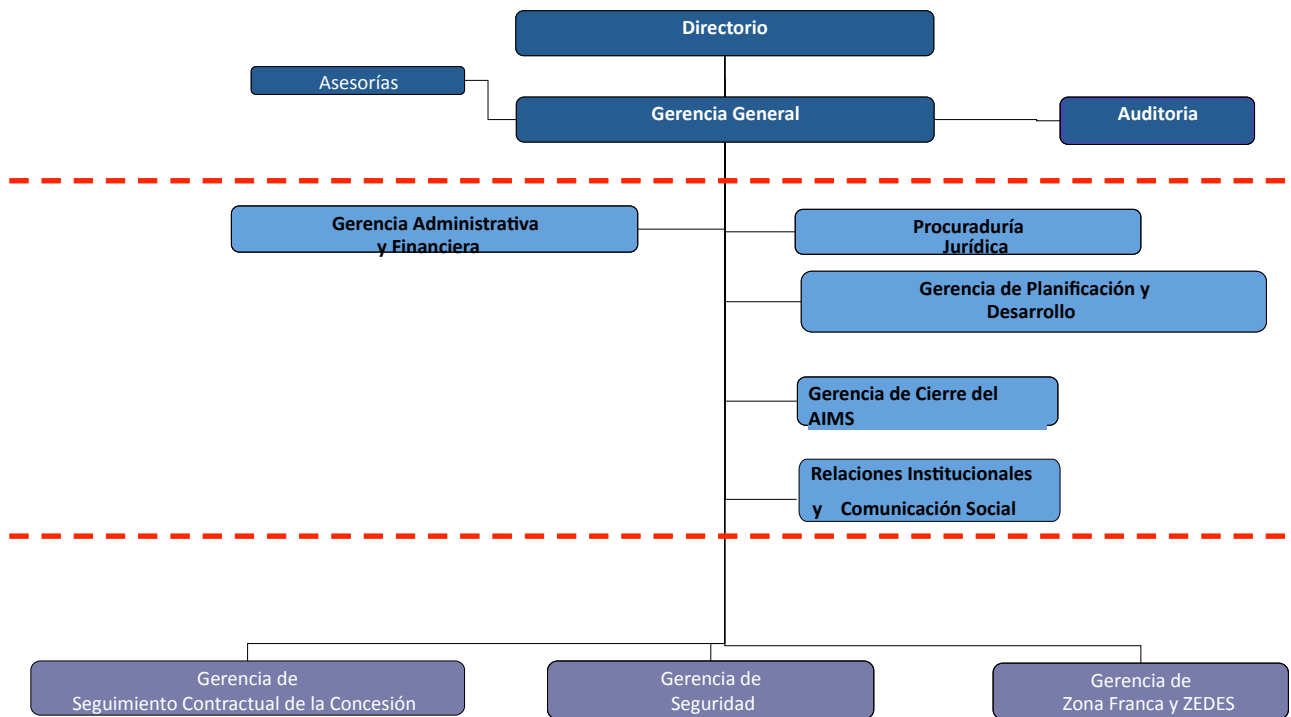 Directorio
Asesorías
Gerencia General
Auditoria
Gerencia Administrativa
y Financiera
Procuraduría
Jurídica
Gerencia de Planificación y
Desarrollo
Gerencia de Cierre del
AIMS
Relaciones Institucionales
y Comunicación Social
Gerencia de
Seguimiento Contractual de la Concesión
Gerencia de
Seguridad
Gerencia de
Zona Franca y ZEDES